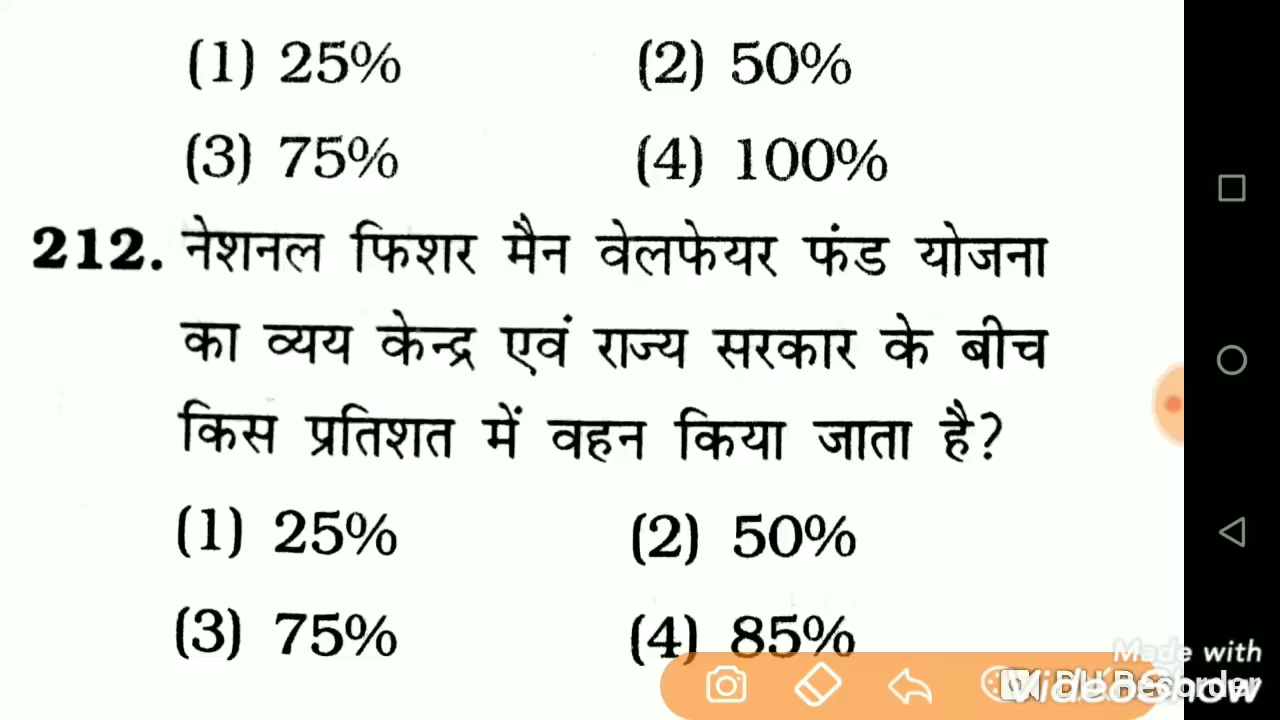 (1) 25% (2) 50%
(3) 75% (4) 100%
212. नेशनल फिशर मैन वेलफेयर फंड योजना
का व्यय केन्द्र एवं राज्य सरकार के बीच
किस प्रतिशत में वहन किया जाता है?
(1) 25% (2) 50%
(3) 75% (4) 85%
Made with
VideoShow